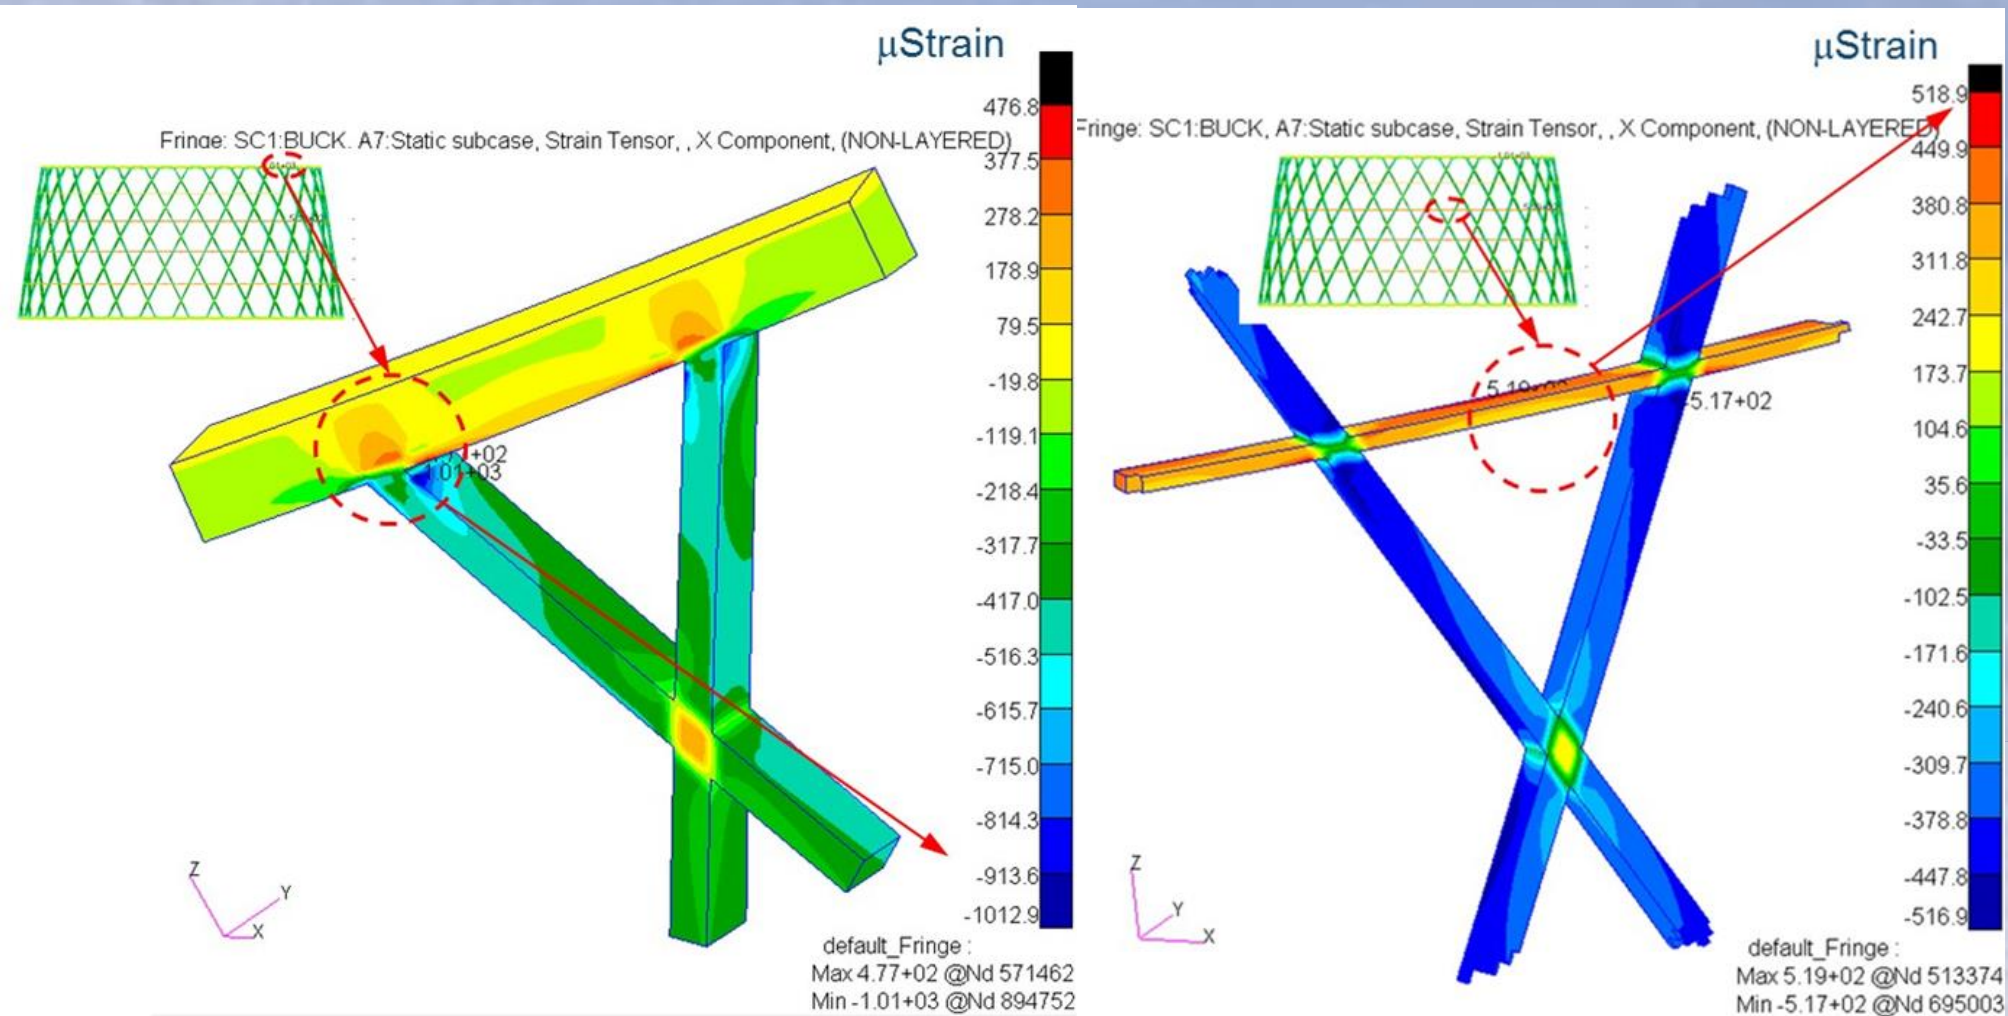 μStrain
Fringe: SC1:BUCK. A7:Static subcase, Strain Tensor, , X Component, (NON-LAYERED)
476.8
377.5
278.2
178.9
79.5
-19.8
-119.1
-218.4
-317.7
-417.0
-516.3
-615.7
-715.0
-814.3
-913.6
-1012.9
+02
1.01+03
Z
Y
X
default_Fringe :
Max 4.77+02 @Nd 571462
Min -1.01+03 @Nd 894752
μStrain
Fringe: SC1:BUCK, A7:Static subcase, Strain Tensor, , X Component, (NON-LAYERED)
518.9
449.9
380.8
311.8
242.7
173.7
104.6
35.6
-33.5
-102.5
-171.6
-240.6
-309.7
-378.8
-447.8
-516.9
5.19+02
-5.17+02
Z
Y
X
default_Fringe :
Max 5.19+02 @Nd 513374
Min -5.17+02 @Nd 695003